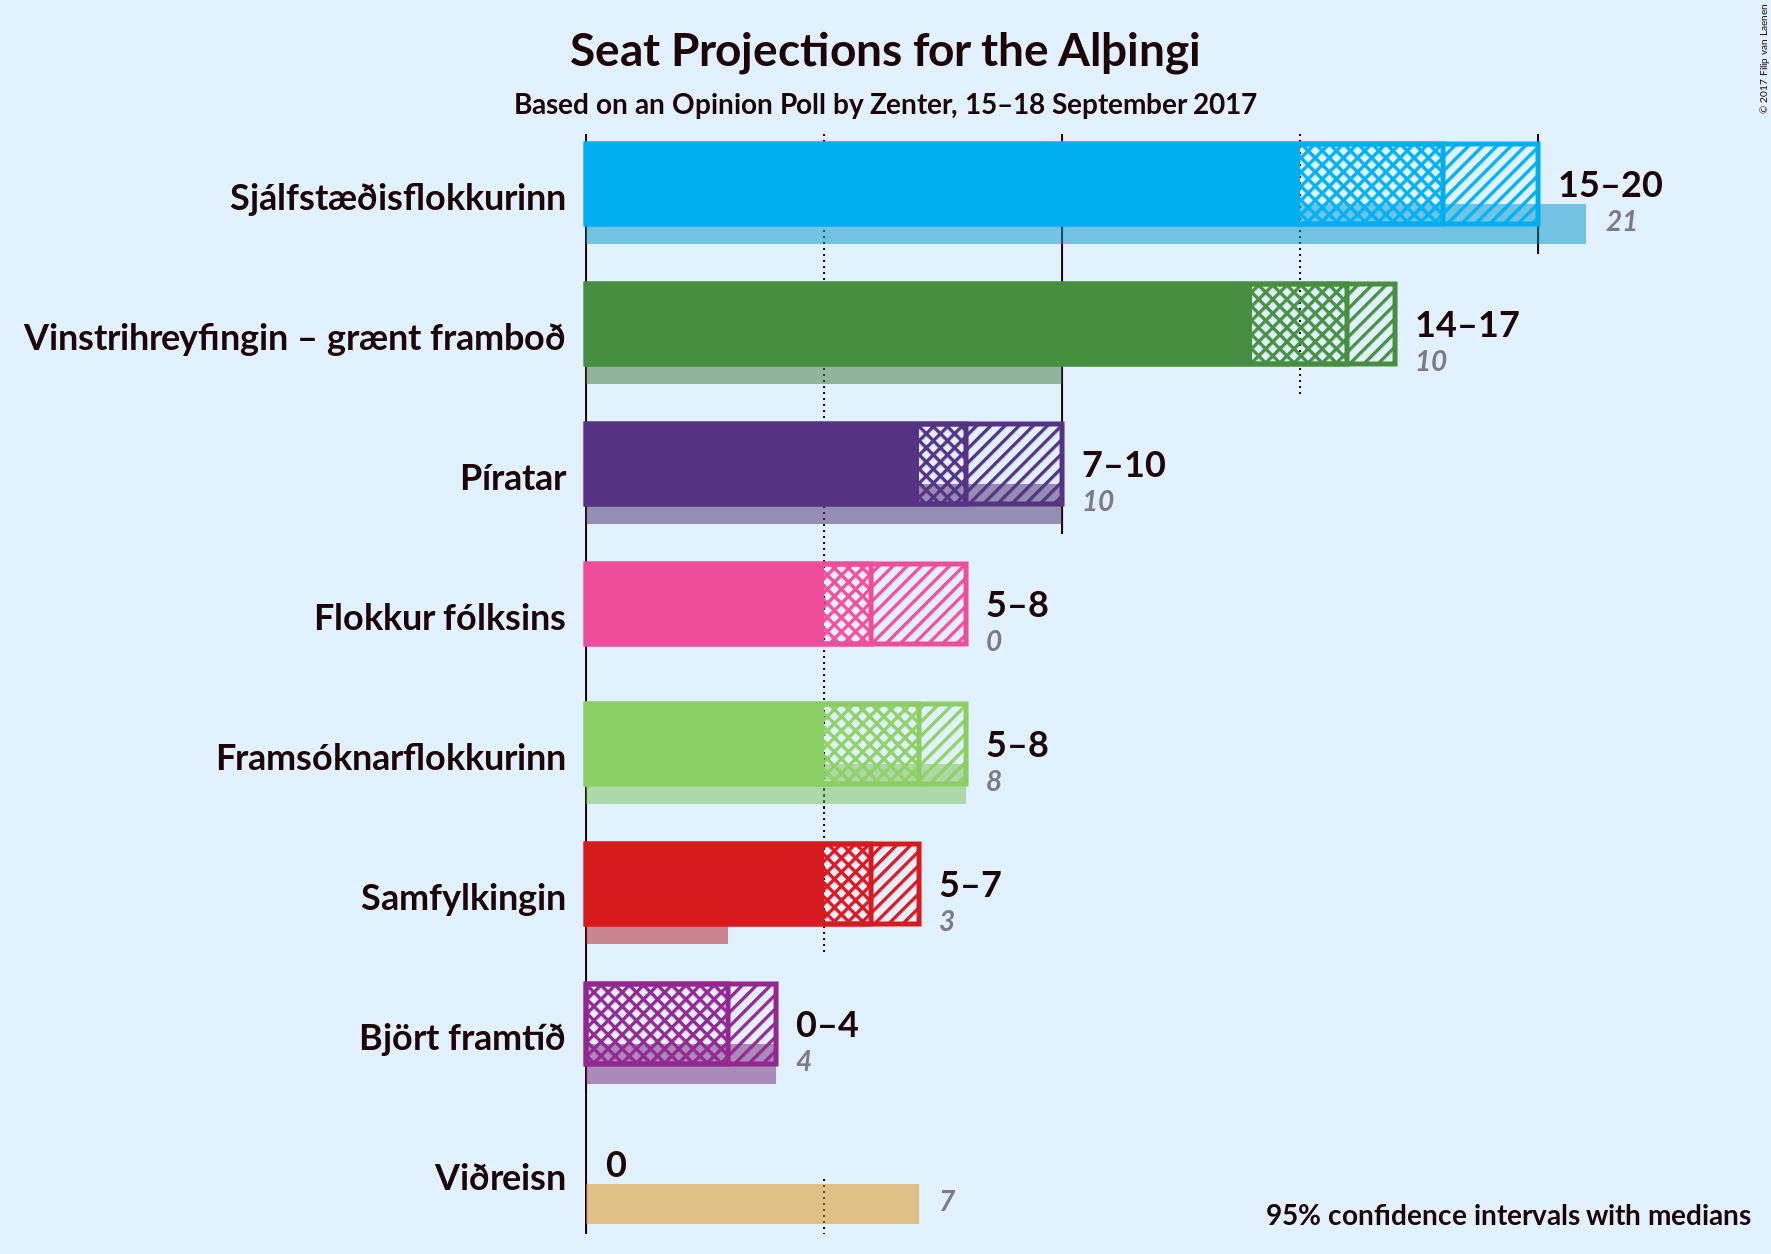 Seat Projections for the Alþingi
Based on an Opinion Poll by Zenter, 15–18 September 2017
© 2017 Filip van Laenen
Sjálfstæðisflokkurinn
15–20
21
Vinstrihreyfingin – grænt framboð
14–17
10
Píratar
7–10
10
Flokkur fólksins
5–8
0
Framsóknarflokkurinn
5–8
8
Samfylkingin
5–7
3
Björt framtíð
0–4
4
Viðreisn
0
7
95% confidence intervals with medians